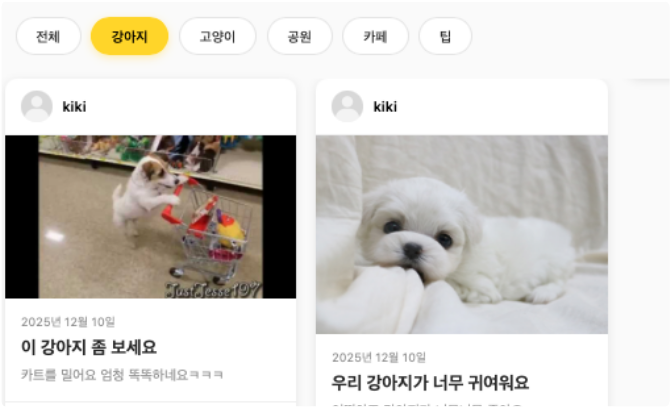 전체
강아지
고양이
공원
카페
팁
kiki
JustJesse197
2025년 12월 10일
이 강아지 좀 보세요
카트를 밀어요 엄청 똑똑하네요ㅋㅋㅋ
kiki
2025년 12월 10일
우리 강아지가 너무 귀여워요